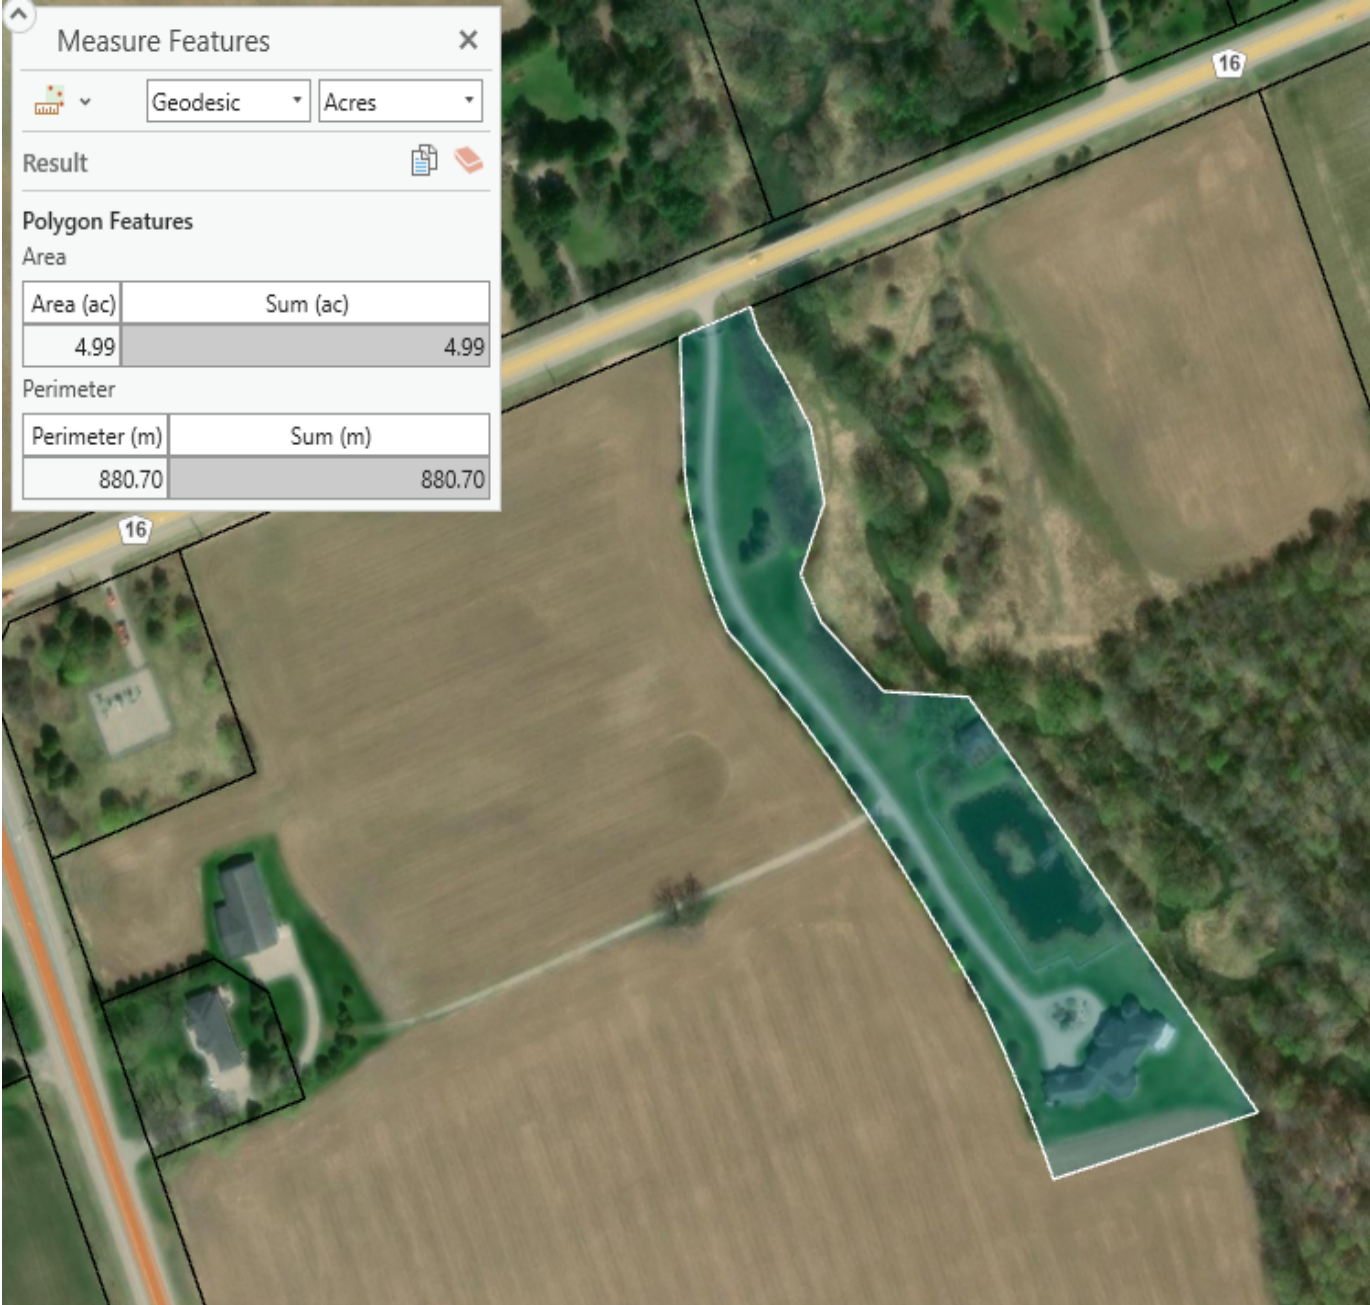 Measure Features
Geodesic
Acres
Result
Polygon Features
Area
Area (ac) Sum (ac)
4.99 4.99
Perimeter
Perimeter (m) Sum (m)
880.70 880.70
16
16